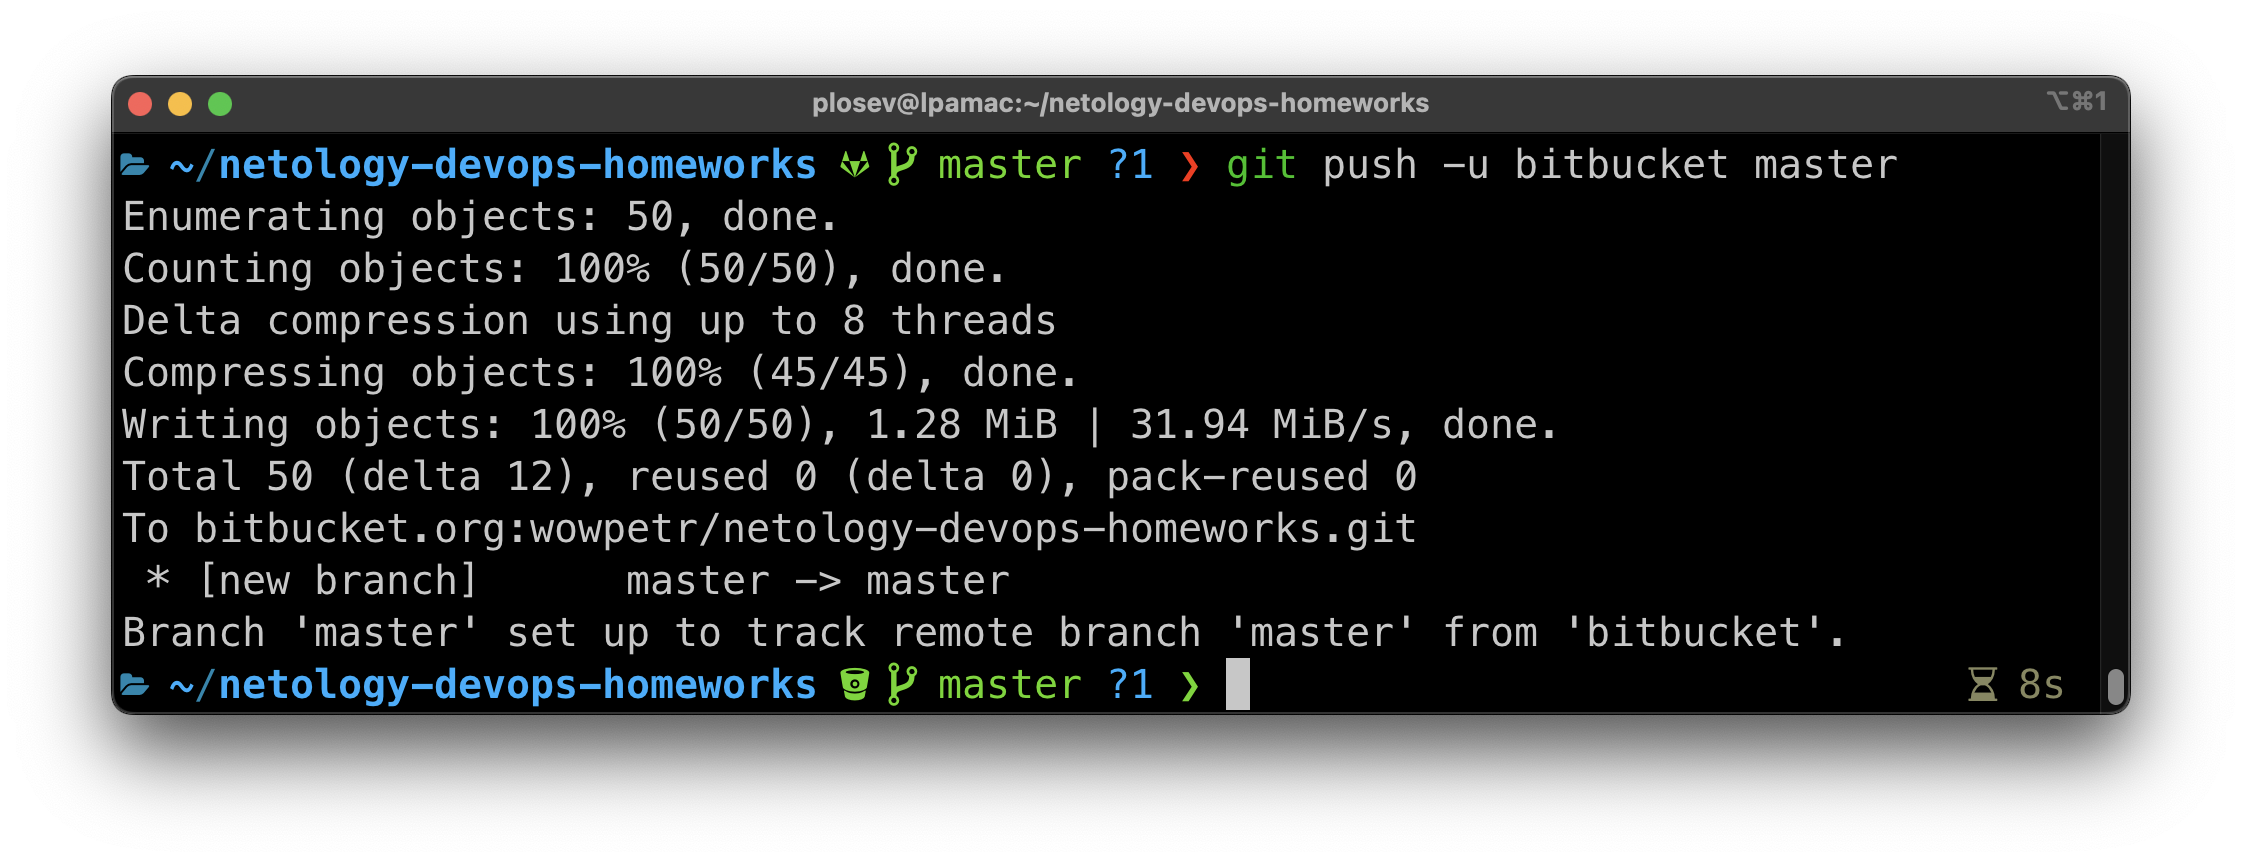 plosev@lpamac:~/netology-devops-homeworks ⌥⌘1
~/netology-devops-homeworks master ?1 ❯ git push -u bitbucket master
Enumerating objects: 50, done.
Counting objects: 100% (50/50), done.
Delta compression using up to 8 threads
Compressing objects: 100% (45/45), done.
Writing objects: 100% (50/50), 1.28 MiB | 31.94 MiB/s, done.
Total 50 (delta 12), reused 0 (delta 0), pack-reused 0
To bitbucket.org:wowpetr/netology-devops-homeworks.git
 * [new branch]      master -> master
Branch 'master' set up to track remote branch 'master' from 'bitbucket'.
~/netology-devops-homeworks master ?1 ❯ 8s